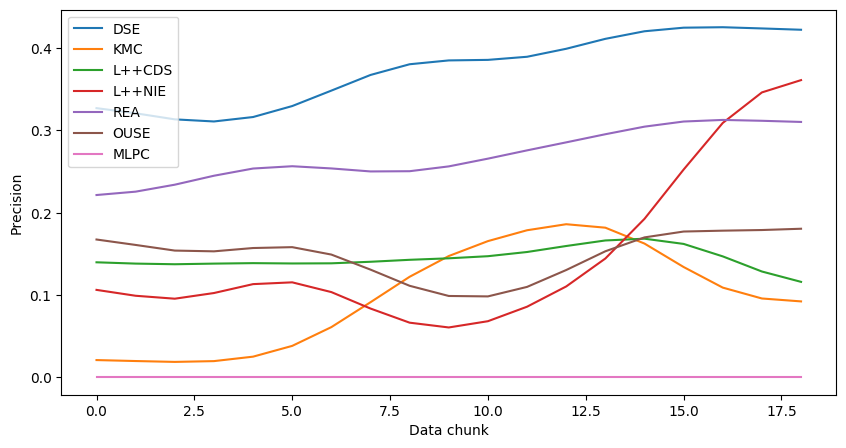 DSE
KMC
L++CDS
L++NIE
REA
OUSE
MLPC
0.4
0.3
0.2
0.1
0.0
Precision
0.0 2.5 5.0 7.5 10.0 12.5 15.0 17.5
Data chunk